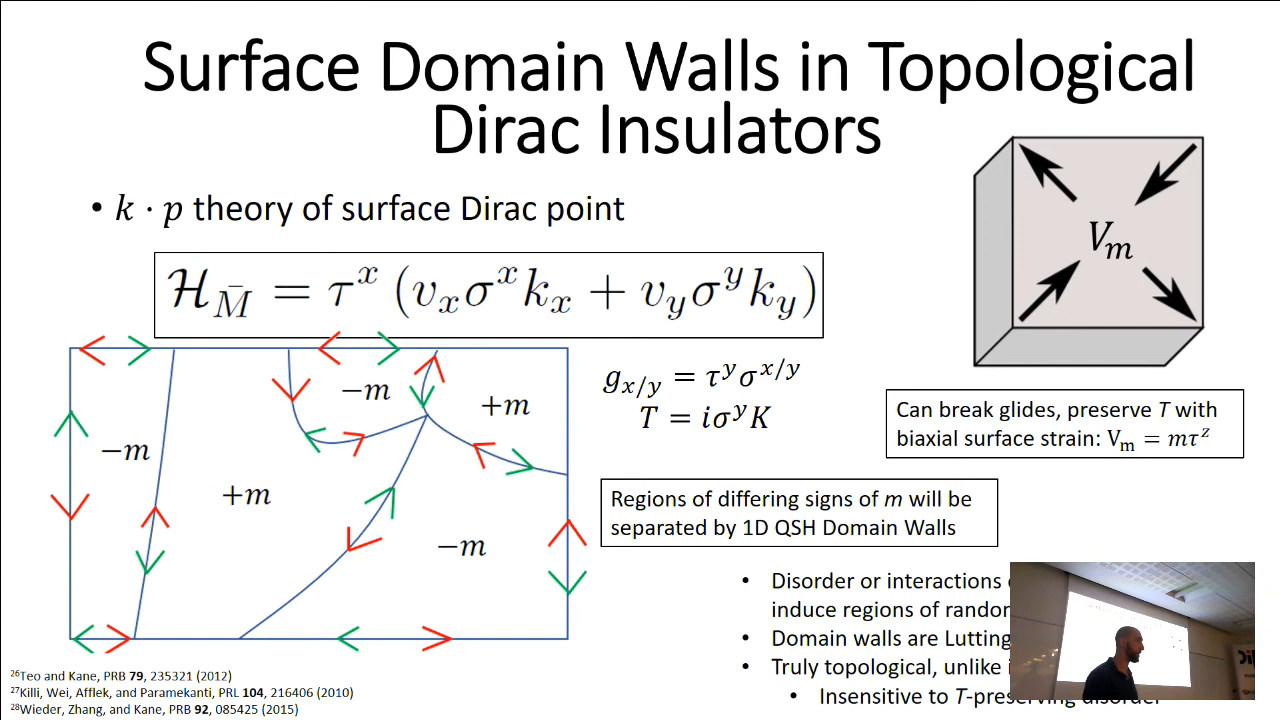 Surface Domain Walls in Topological
Dirac Insulators
• k · p theory of surface Dirac point
ℋ_M̄ = τ^x (v_x σ^x k_x + v_y σ^y k_y)
V_m
g_{x/y} = τ^y σ^{x/y}
T = iσ^y K
Can break glides, preserve T with
biaxial surface strain: V_m = mτ^z
−m
+m
−m
+m
−m
Regions of differing signs of m will be
separated by 1D QSH Domain Walls
• Disorder or interactions
induce regions of
• Domain walls are
• Truly topological, unlike
• Insensitive to T-preserving disorder
26Teo and Kane, PRB 79, 235321 (2012)
27Killi, Wei, Afflek, and Paramekanti, PRL 104, 216406 (2010)
28Wieder, Zhang, and Kane, PRB 92, 085425 (2015)